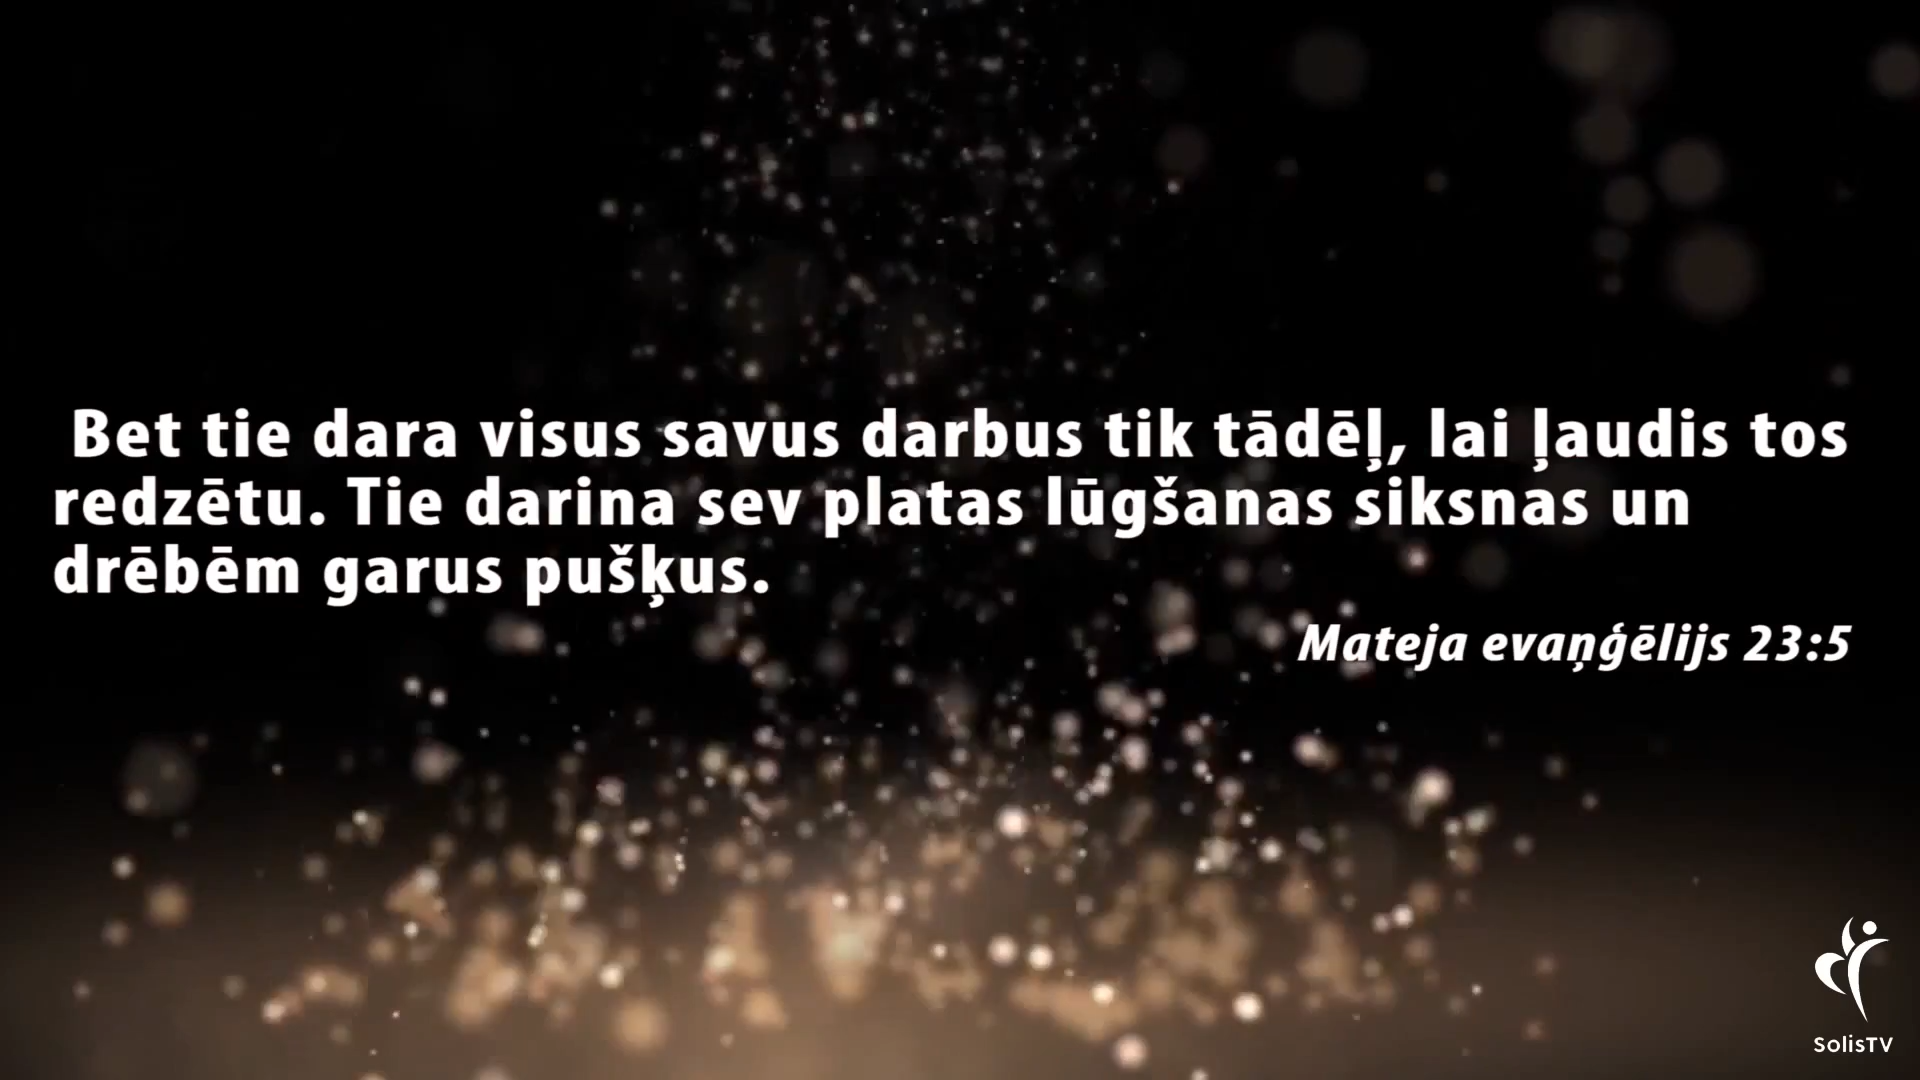 Bet tie dara visus savus darbus tik tādēļ, lai ļaudis tos
redzētu. Tie darina sev platas lūgšanas siksnas un
drēbēm garus pušķus.
Mateja evaņģēlijs 23:5
SolisTV